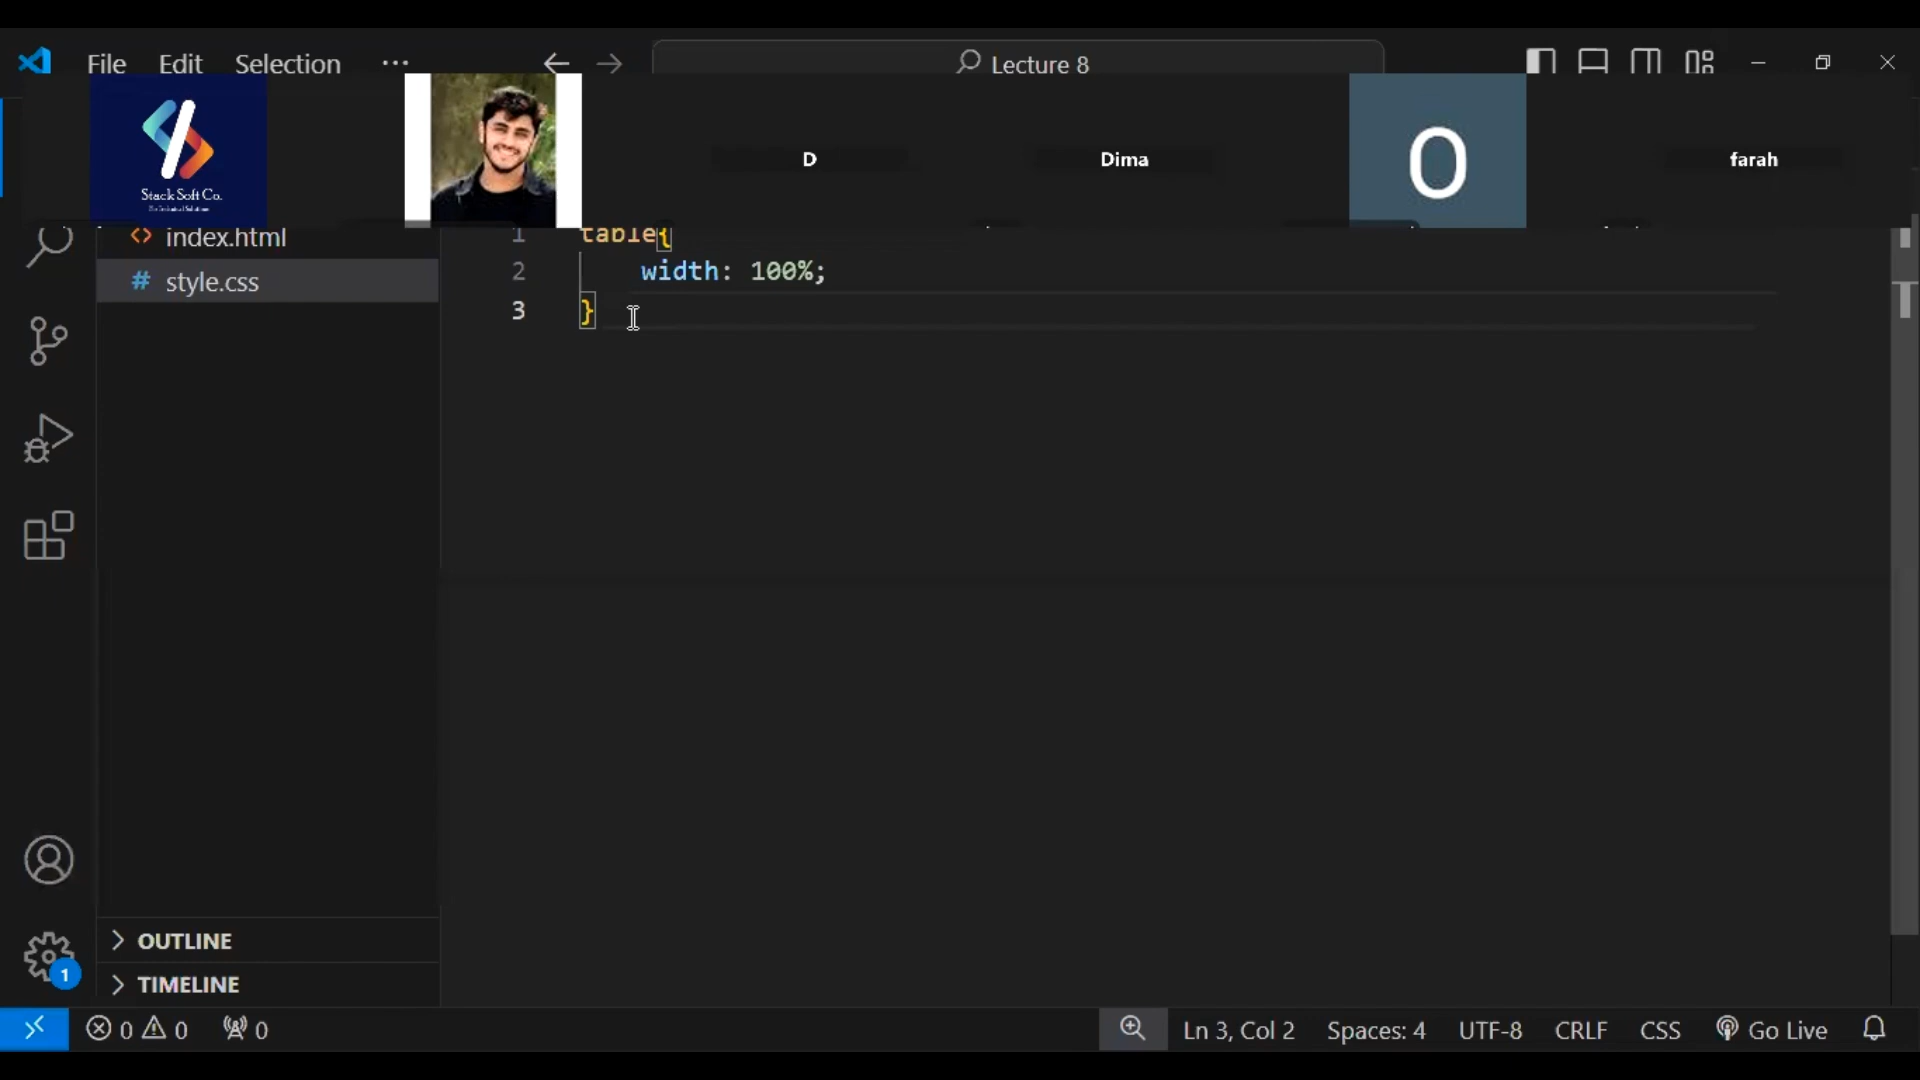 File Edit Selection ...
Lecture 8
Stack Soft Co.
D
Dima
O
farah
index.html
style.css
1 table{
2 width: 100%;
3 }
OUTLINE
TIMELINE
1
0 0 0
Ln 3, Col 2 Spaces: 4 UTF-8 CRLF CSS Go Live